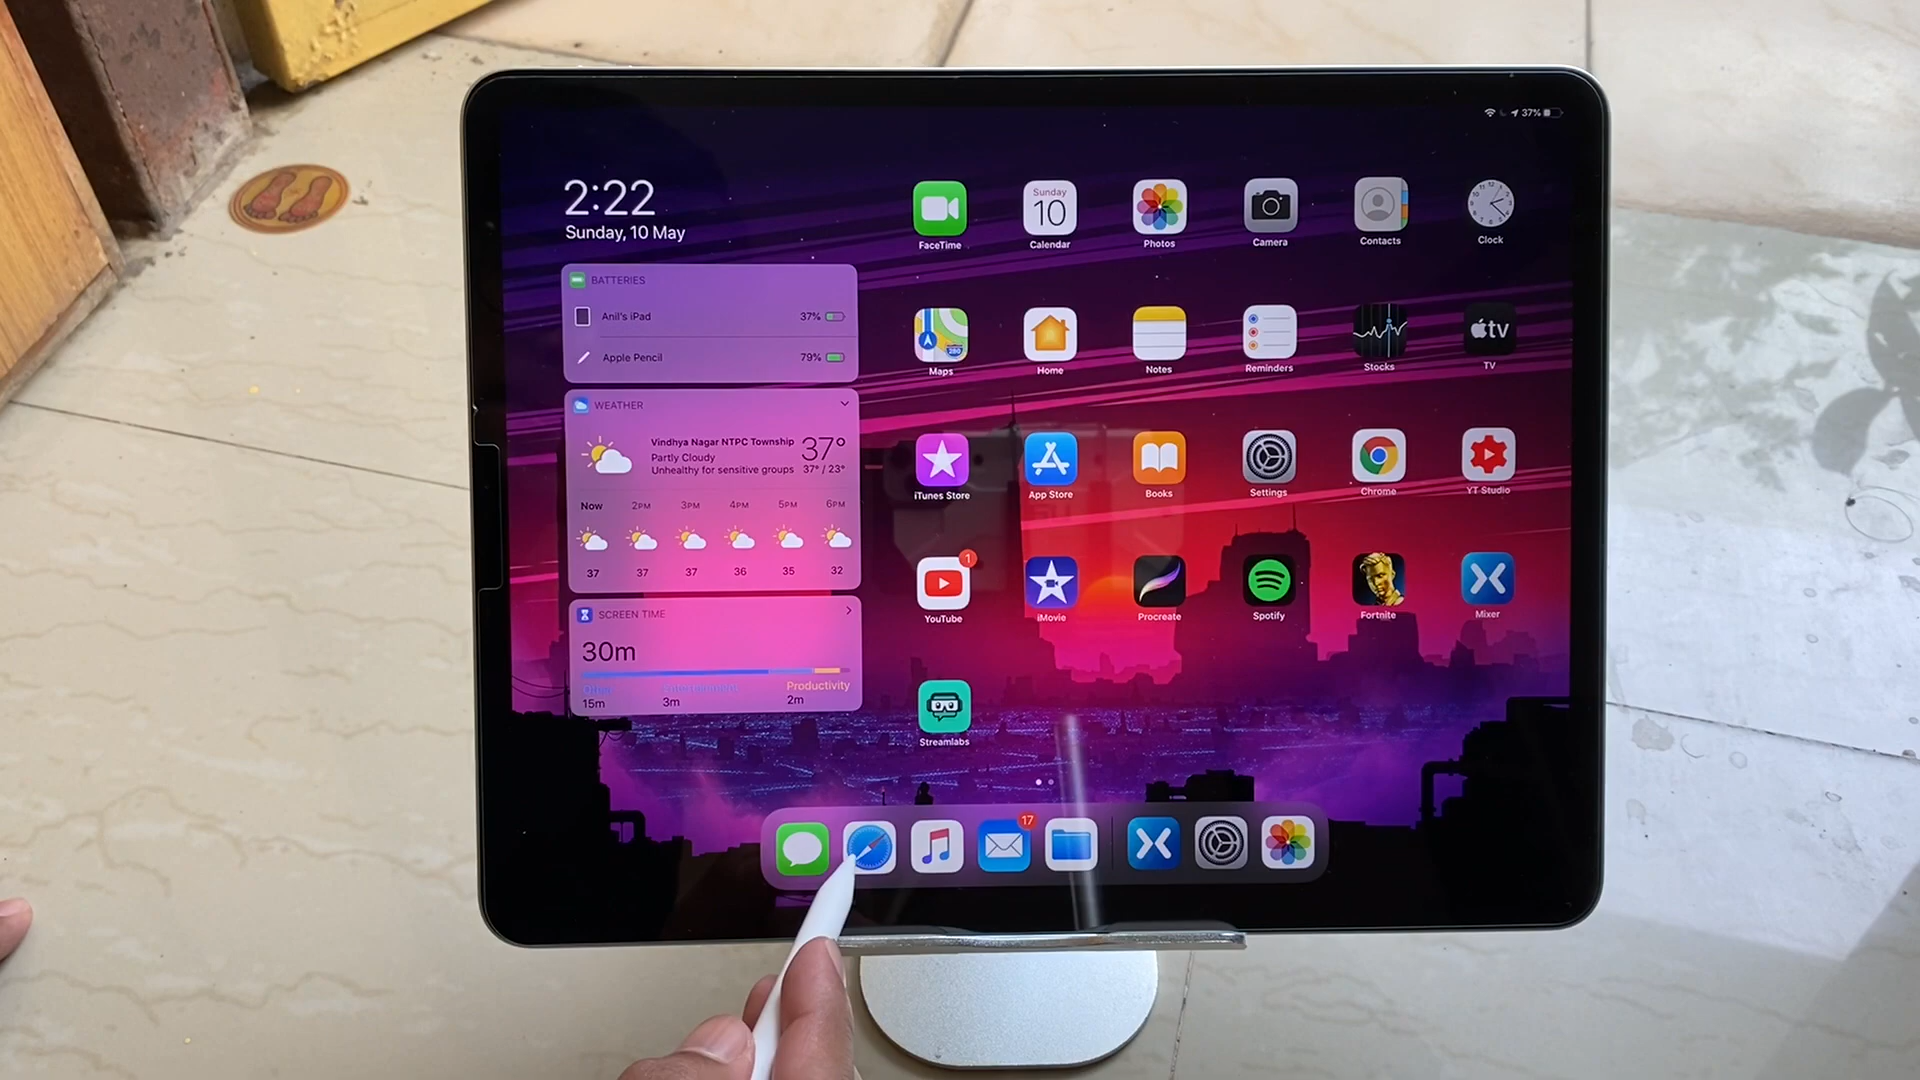 37%
2:22
Sunday, 10 May
BATTERIES
Anil's iPad 37%
Apple Pencil 79%
WEATHER
Vindhya Nagar NTPC Township 37°
Partly Cloudy
Unhealthy for sensitive groups 37° / 23°
Now 2PM 3PM 4PM 5PM 6PM
37 37 37 36 35 32
SCREEN TIME
30m
Productivity
15m 3m 2m
Sunday
10
FaceTime Calendar Photos Camera Contacts Clock
280
tv
Maps Home Notes Reminders Stocks TV
iTunes Store App Store Books Settings Chrome YT Studio
1
YouTube iMovie Procreate Spotify Fortnite Mixer
Streamlabs
17